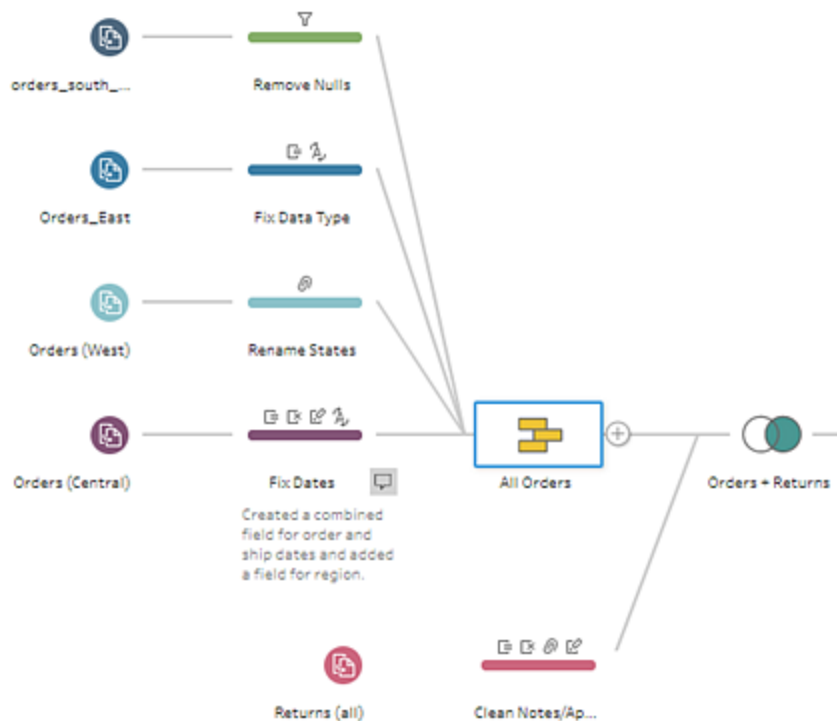 orders_south_...
Remove Nulls
Orders_East
Fix Data Type
Orders (West)
Rename States
Orders (Central)
Fix Dates
All Orders
Orders + Returns
Created a combined
field for order and
ship dates and added
a field for region.
Returns (all)
Clean Notes/Ap...